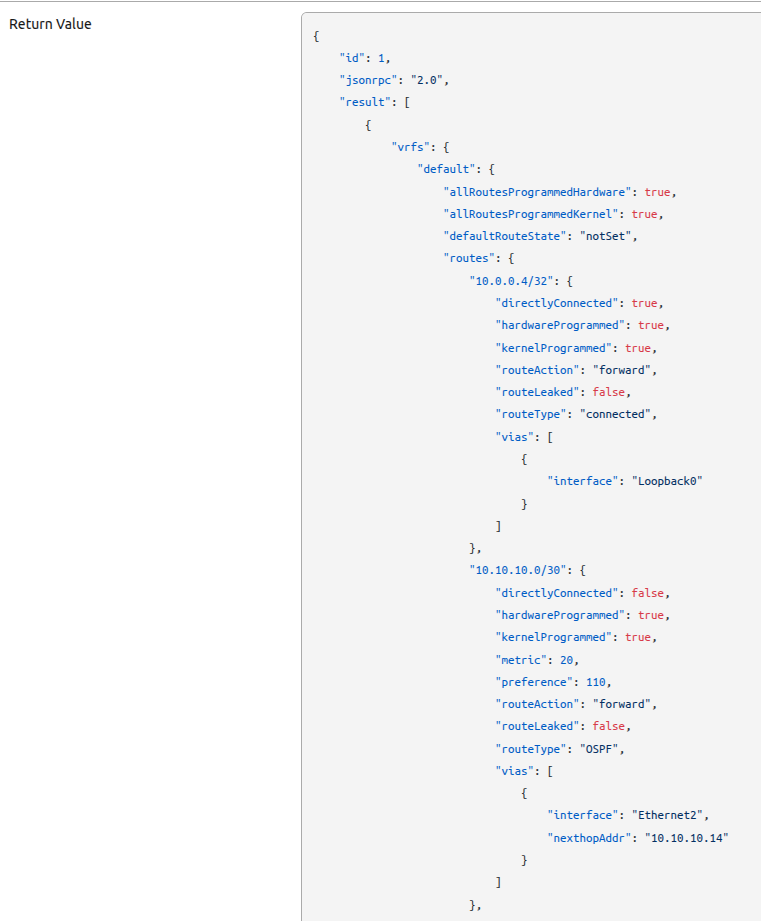 Return Value
{
    "id": 1,
    "jsonrpc": "2.0",
    "result": [
        {
            "vrfs": {
                "default": {
                    "allRoutesProgrammedHardware": true,
                    "allRoutesProgrammedKernel": true,
                    "defaultRouteState": "notSet",
                    "routes": {
                        "10.0.0.4/32": {
                            "directlyConnected": true,
                            "hardwareProgrammed": true,
                            "kernelProgrammed": true,
                            "routeAction": "forward",
                            "routeLeaked": false,
                            "routeType": "connected",
                            "vias": [
                                {
                                    "interface": "Loopback0"
                                }
                            ]
                        },
                        "10.10.10.0/30": {
                            "directlyConnected": false,
                            "hardwareProgrammed": true,
                            "kernelProgrammed": true,
                            "metric": 20,
                            "preference": 110,
                            "routeAction": "forward",
                            "routeLeaked": false,
                            "routeType": "OSPF",
                            "vias": [
                                {
                                    "interface": "Ethernet2",
                                    "nexthopAddr": "10.10.10.14"
                                }
                            ]
                        },